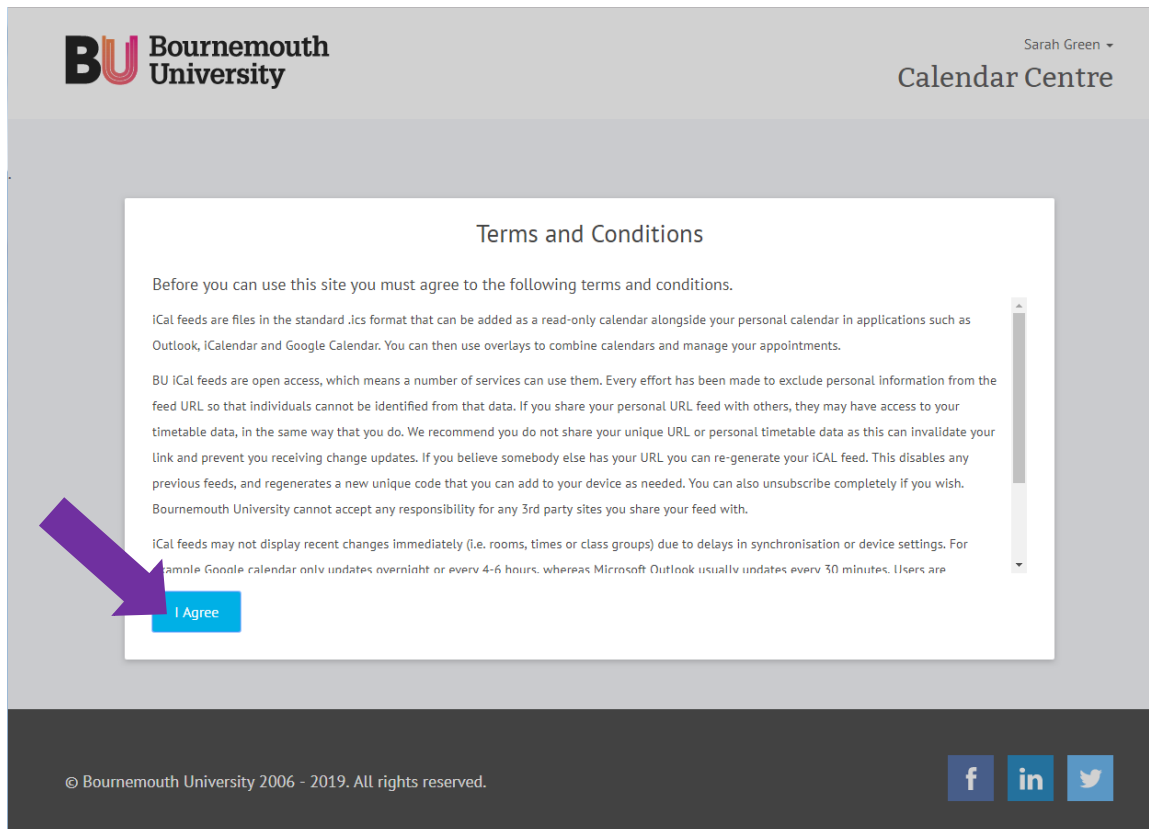 BU Bournemouth
University
Sarah Green
Calendar Centre
Terms and Conditions
Before you can use this site you must agree to the following terms and conditions.
iCal feeds are files in the standard .ics format that can be added as a read-only calendar alongside your personal calendar in applications such as
Outlook, iCalendar and Google Calendar. You can then use overlays to combine calendars and manage your appointments.
BU iCal feeds are open access, which means a number of services can use them. Every effort has been made to exclude personal information from the
feed URL so that individuals cannot be identified from that data. If you share your personal URL feed with others, they may have access to your
timetable data, in the same way that you do. We recommend you do not share your unique URL or personal timetable data as this can invalidate your
link and prevent you receiving change updates. If you believe somebody else has your URL you can re-generate your iCAL feed. This disables any
previous feeds, and regenerates a new unique code that you can add to your device as needed. You can also unsubscribe completely if you wish.
Bournemouth University cannot accept any responsibility for any 3rd party sites you share your feed with.
iCal feeds may not display recent changes immediately (i.e. rooms, times or class groups) due to delays in synchronisation or device settings. For
example Google calendar only updates overnight or every 4-6 hours, whereas Microsoft Outlook usually updates every 30 minutes. Users are
I Agree
© Bournemouth University 2006 - 2019. All rights reserved.
f in